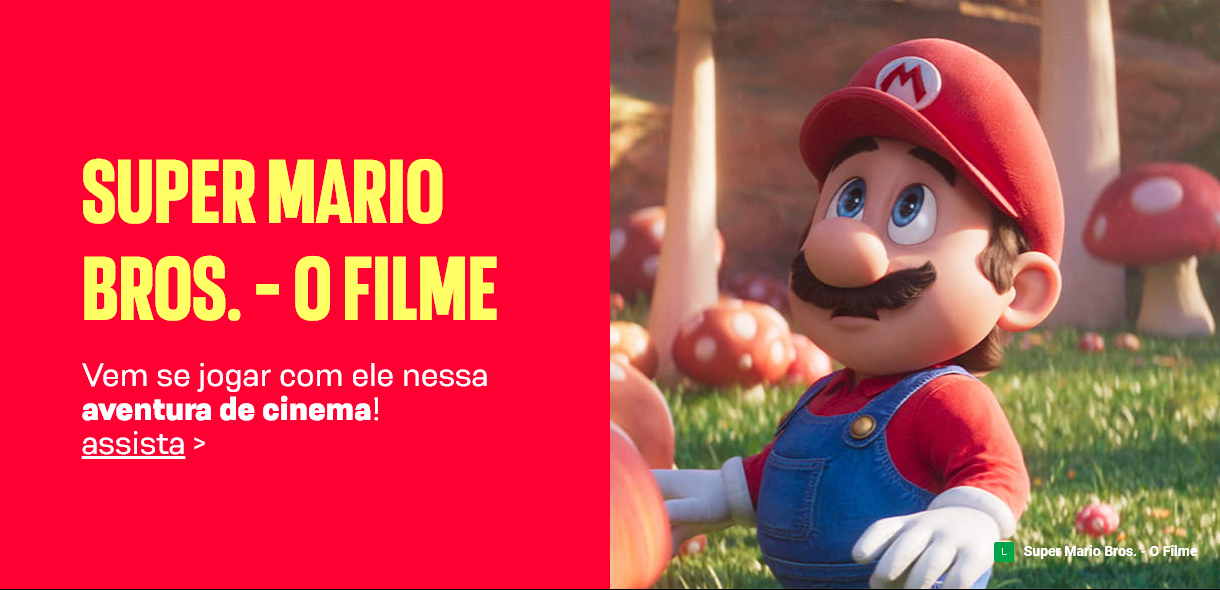 SUPER MARIO
BROS. - O FILME
Vem se jogar com ele nessa
aventura de cinema!
assista >
M
L Super Mario Bros. - O Filme